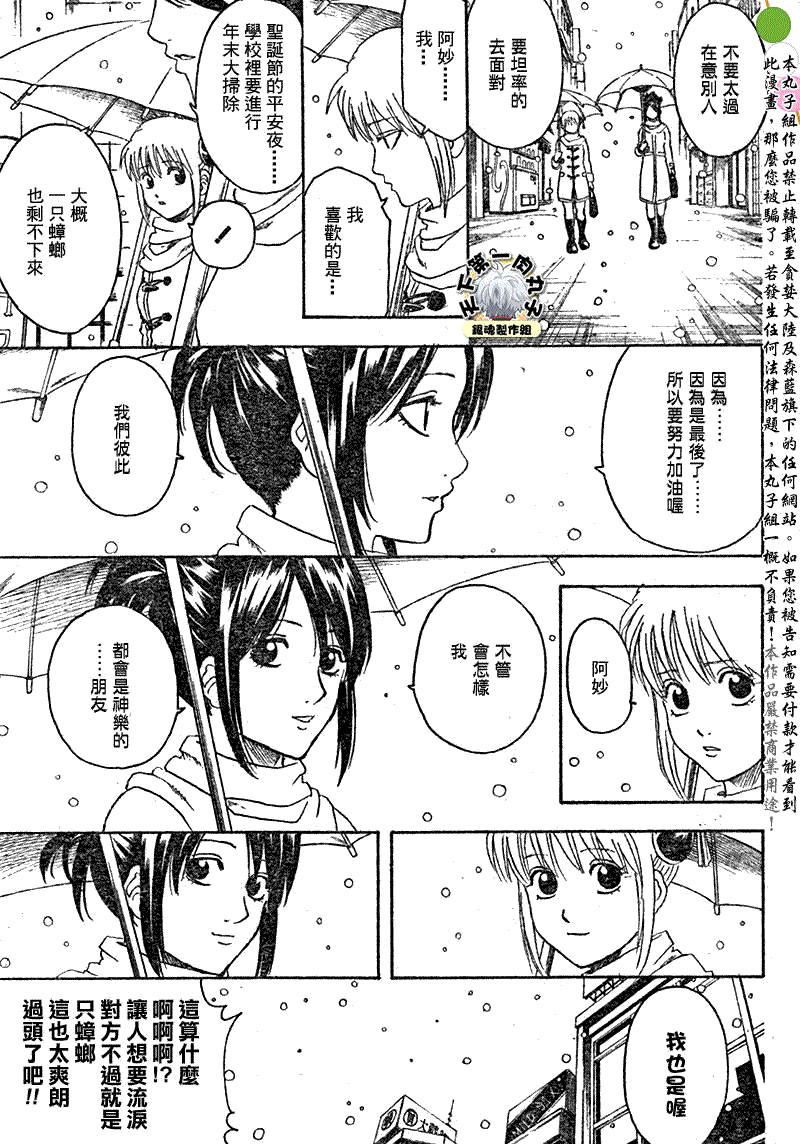 不要太過
在意別人
要坦率的
去面對
阿妙……
我…
我
喜歡的是…
聖誕節的平安夜……
學校裡要進行
年末大掃除
大概
一只蟑螂
也剩不下來
天下第一肉丸子
銀魂製作組
因為……
因為是最後了……
所以要努力加油喔
我們彼此
阿妙
不管
會怎樣
我
都會是神樂的
……朋友
我也是喔
這算什麼
啊啊啊!?
讓人想要流淚
對方不過就是
只蟑螂
這也太爽朗
過頭了吧!!
本丸子組作品禁止轉載至貪婪大陸及森藍旗下的任何網站。如果您被告知需要付款才能看到
此漫畫，那麼您被騙了。若發生任何法律問題，本丸子組一概不負責！本作品嚴禁商業用途！